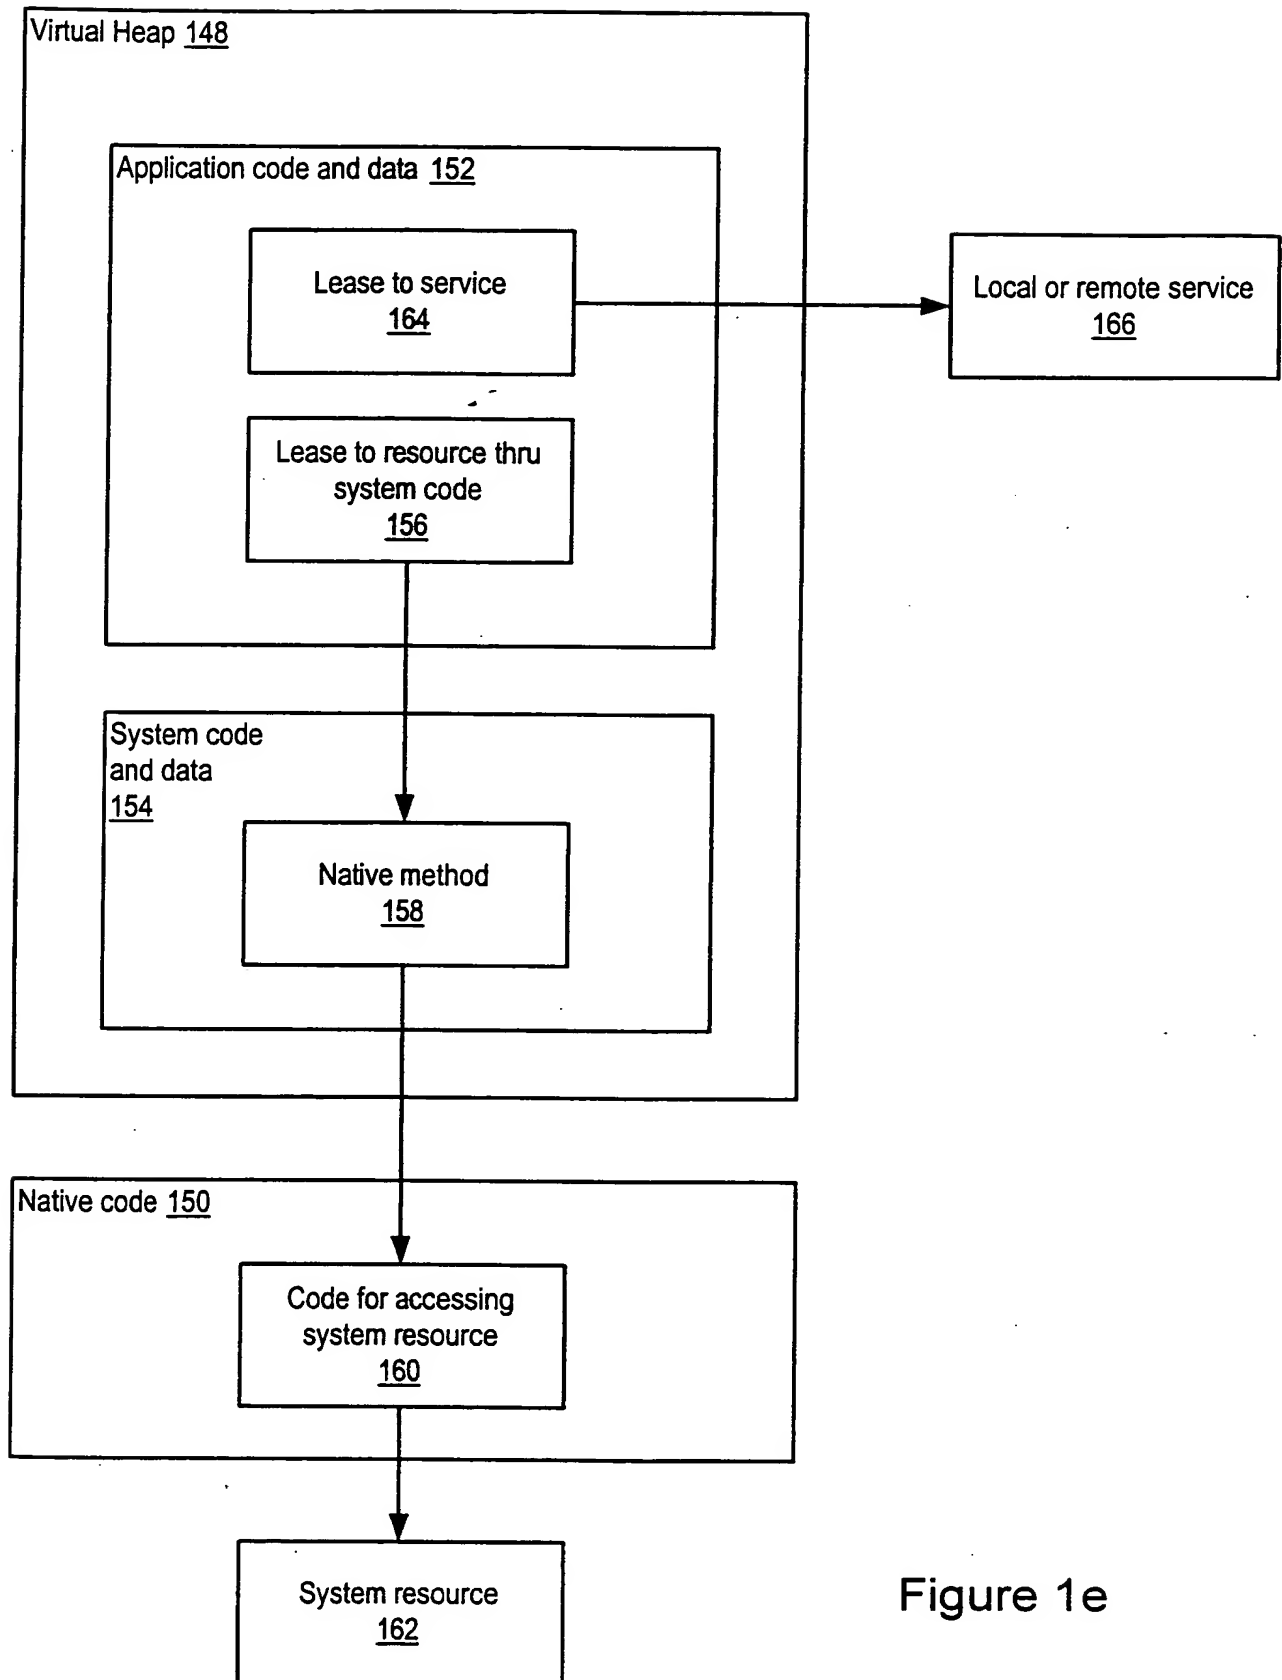 Virtual Heap 148
Application code and data 152
Lease to service
164
Local or remote service
166
Lease to resource thru
system code
156
System code
and data
154
Native method
158
Native code 150
Code for accessing
system resource
160
System resource
162
Figure 1e